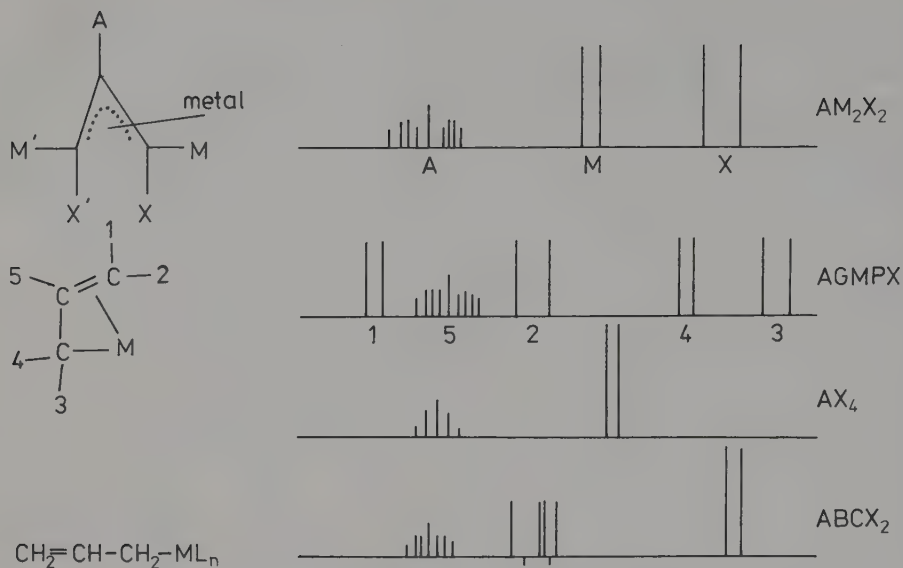 A
metal
M' M
X' X
AM₂X₂
A M X
1
5 C C 2
4 C M
3
AGMPX
1 5 2 4 3
AX₄
ABCX₂
CH₂=CH-CH₂-MLₙ